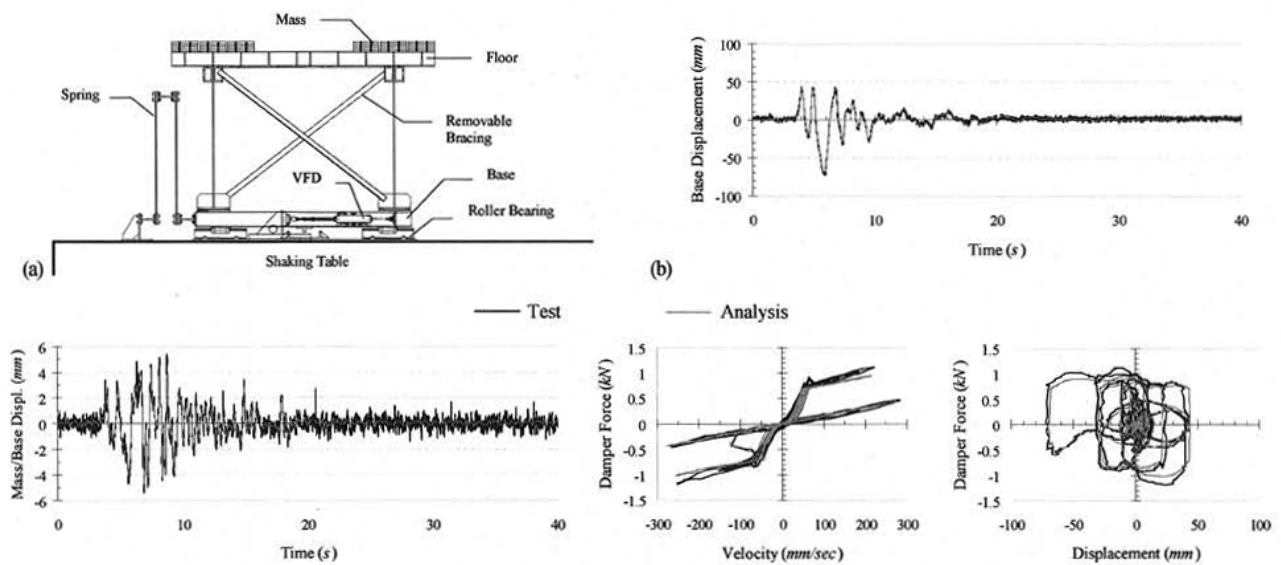 Mass
Floor
Spring
Removable
Bracing
VFD
Base
Roller Bearing
Shaking Table
(a)
Base Displacement (mm)
100
50
0
-50
-100
0 10 20 30 40
Time (s)
(b)
Test
Analysis
Mass/Base Displ. (mm)
6
4
2
0
-2
-4
-6
0 10 20 30 40
Time (s)
Damper Force (kN)
1.5
1
0.5
0
-0.5
-1
-1.5
-300 -200 -100 0 100 200 300
Velocity (mm/sec)
Damper Force (kN)
1.5
1
0.5
0
-0.5
-1
-1.5
-100 -50 0 50 100
Displacement (mm)